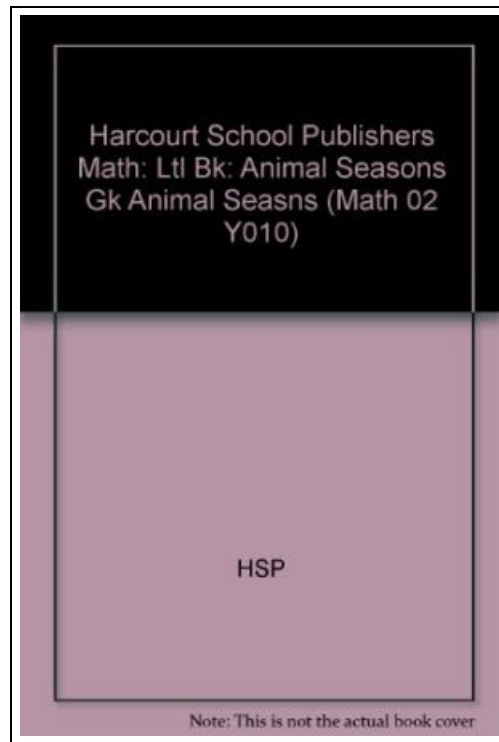 Harcourt School Publishers
Math: Ltl Bk: Animal Seasons
Gk Animal Seasns (Math 02
Y010)
HSP
Note: This is not the actual book cover